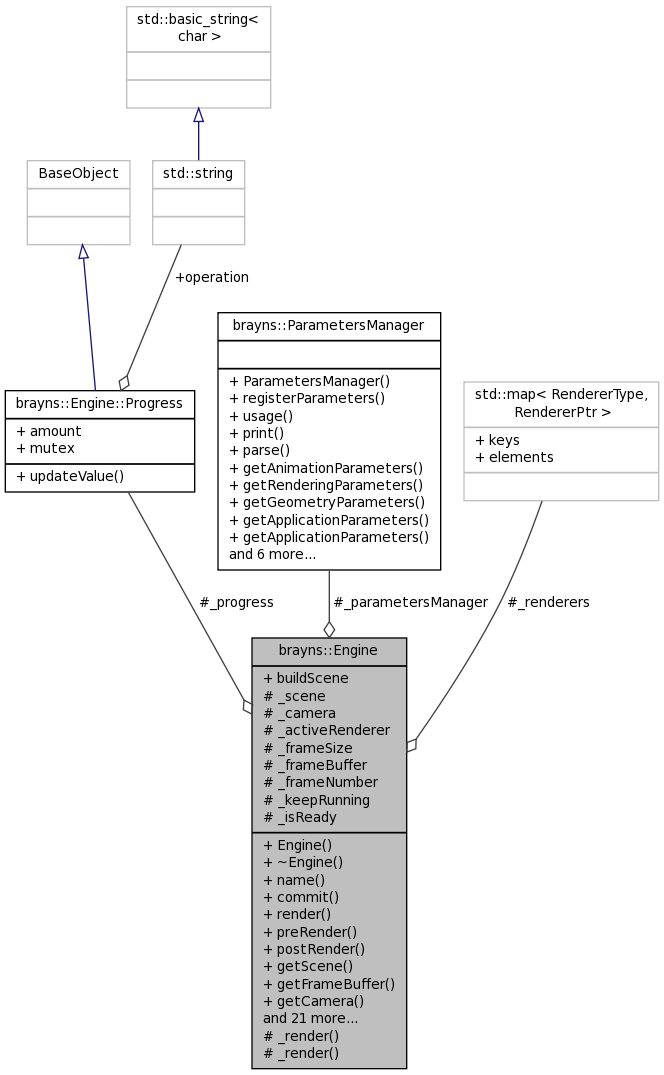 std::basic_string<
char >
BaseObject
std::string
+operation
brayns::ParametersManager
+ ParametersManager()
+ registerParameters()
+ usage()
+ print()
+ parse()
+ getAnimationParameters()
+ getRenderingParameters()
+ getGeometryParameters()
+ getApplicationParameters()
+ getApplicationParameters()
and 6 more...
brayns::Engine::Progress
+ amount
+ mutex
+ updateValue()
std::map< RendererType,
RendererPtr >
+ keys
+ elements
#_progress
#_parametersManager
#_renderers
brayns::Engine
+ buildScene
# _scene
# _camera
# _activeRenderer
# _frameSize
# _frameBuffer
# _frameNumber
# _keepRunning
# _isReady
+ Engine()
+ ~Engine()
+ name()
+ commit()
+ render()
+ preRender()
+ postRender()
+ getScene()
+ getFrameBuffer()
+ getCamera()
and 21 more...
# _render()
# _render()